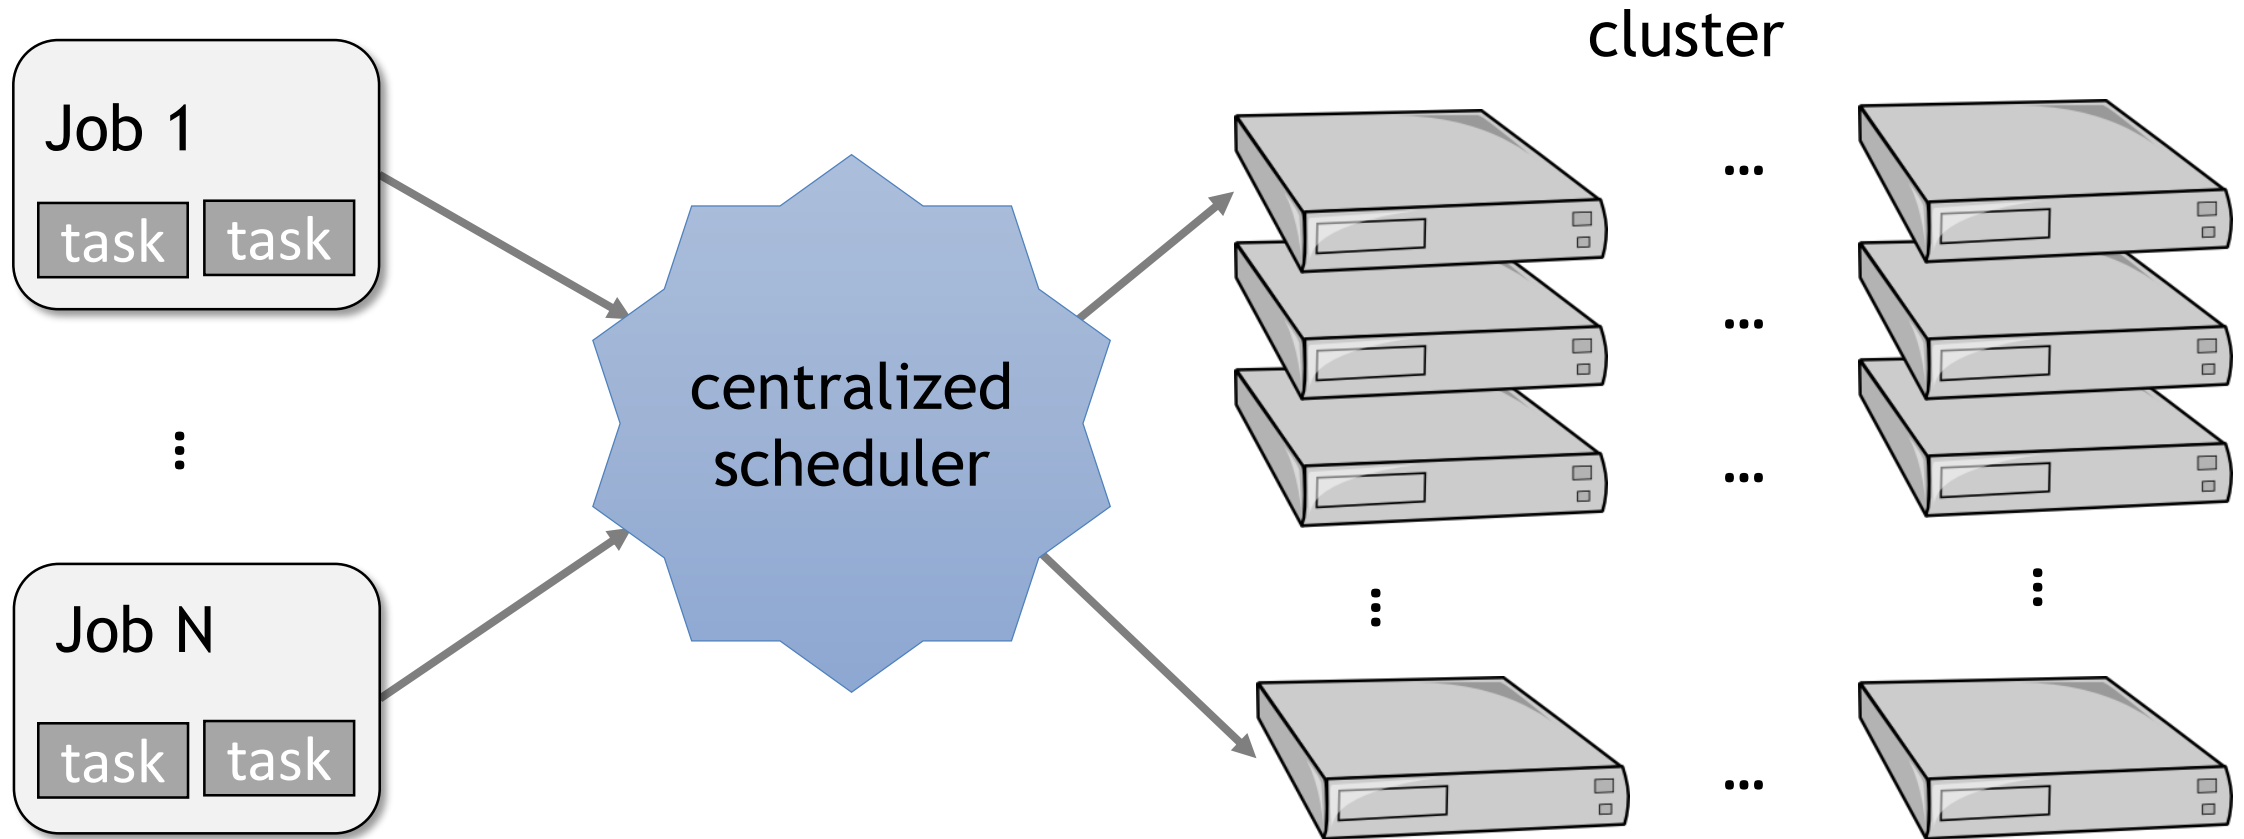 cluster
Job 1
task task
...
centralized
scheduler
...
...
...
...
...
Job N
task task
...